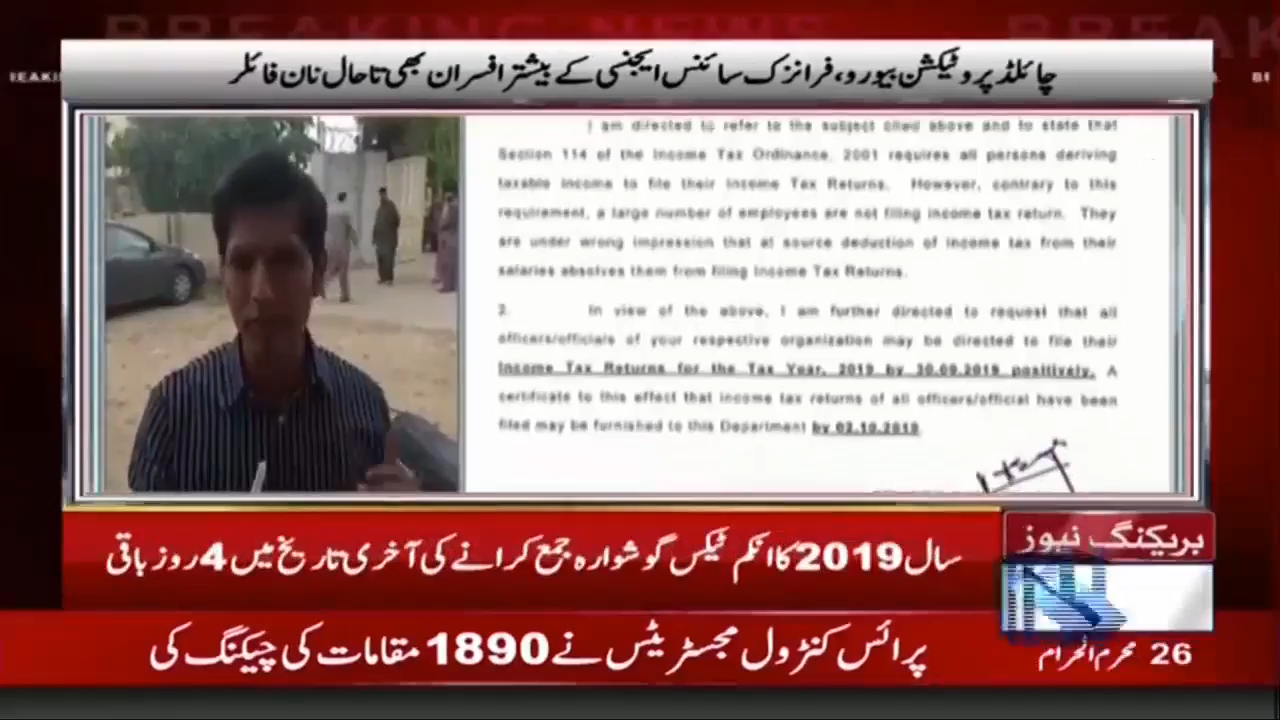 BREAKING NEWS
BREAK
چائلڈ پروٹیکشن بیورو، فرانزک سائنس ایجنسی کے بیشتر افسران بھی تاحال نان فائلر
I am directed to refer to the subject cited above and to state that
Section 114 of the Income Tax Ordinance, 2001 requires all persons deriving
taxable income to file their Income Tax Returns. However, contrary to this
requirement, a large number of employees are not filing income tax return. They
are under wrong impression that at source deduction of income tax from their
salaries absolves them from filing Income Tax Returns.
2. In view of the above, I am further directed to request that all
officers/officials of your respective organization may be directed to file their
Income Tax Returns for the Tax Year, 2019 by 30.09.2019 positively. A
certificate to this effect that income tax returns of all officers/official have been
filed may be furnished to this Department by 02.10.2019
سال 2019 کا انکم ٹیکس گوشوارہ جمع کرانے کی آخری تاریخ میں 4 روز باقی
بریکنگ نیوز
پرائس کنٹرول مجسٹریٹس نے 1890 مقامات کی چیکنگ کی
26 محرم الحرام